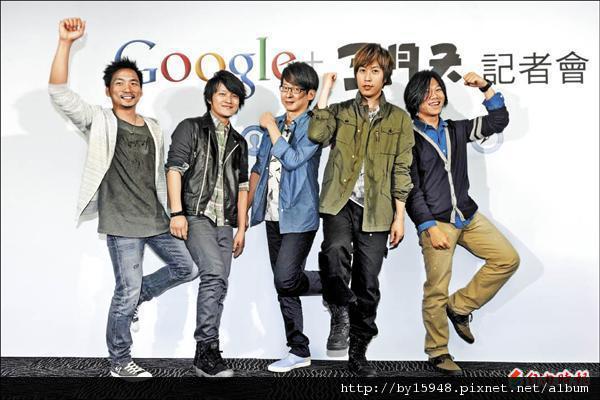 Google+ 五月天 記者會
http://by15948.pixnet.net/album